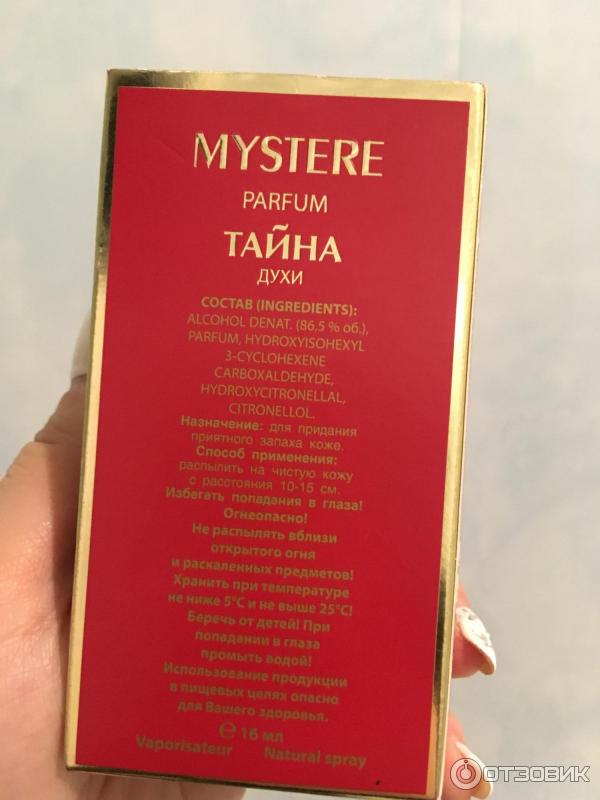 MYSTERE
PARFUM
ТАЙНА
ДУХИ
СОСТАВ (INGREDIENTS):
ALCOHOL DENAT. (86,5 % об.),
PARFUM, HYDROXYISOHEXYL
3-CYCLOHEXENE
CARBOXALDEHYDE,
HYDROXYCITRONELLAL,
CITRONELLOL.
Назначение: для придания
приятного запаха коже.
Способ применения:
распылить на чистую кожу
с расстояния 10-15 см.
Избегать попадания в глаза!
Огнеопасно!
Не распылять вблизи
открытого огня
и раскаленных предметов!
Хранить при температуре
не ниже 5°С и не выше 25°С!
Беречь от детей! При
попадании в глаза
промыть водой!
Использование продукции
в пищевых целях опасно
для Вашего здоровья.
℮ 16 мл
Vaporisateur Natural spray
ОТЗОВИК